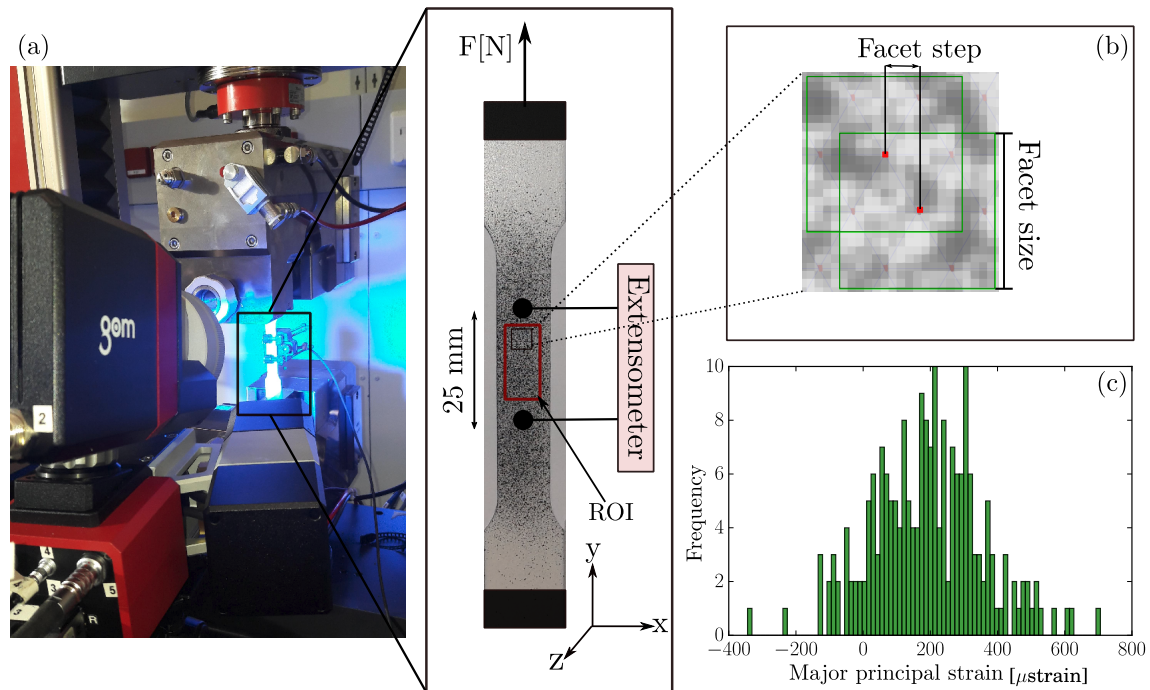 (a)
gom
2
4
3
3
5
R
F[N]
25 mm
Extensometer
ROI
y
x
z
(b)
Facet step
Facet size
(c)
10
8
6
4
2
0
Frequency
−400 −200 0 200 400 600 800
Major principal strain [μstrain]